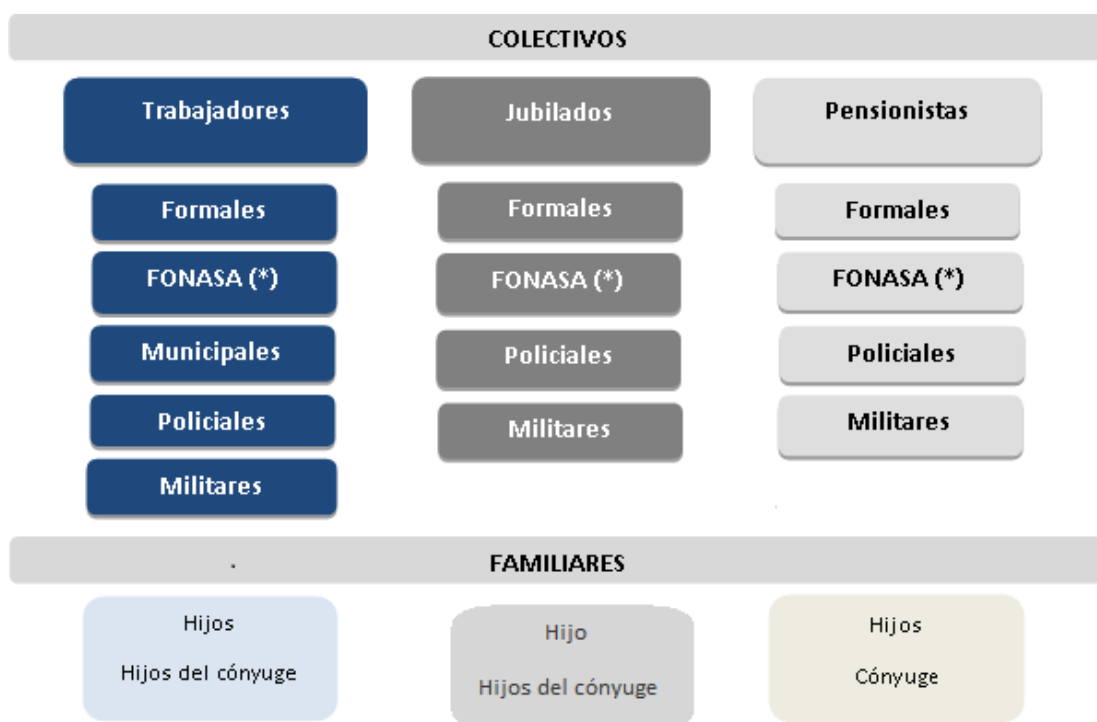 COLECTIVOS
Trabajadores
Jubilados
Pensionistas
Formales
Formales
Formales
FONASA (*)
FONASA (*)
FONASA (*)
Municipales
Policiales
Policiales
Policiales
Militares
Militares
Militares
FAMILIARES
Hijos
Hijos del cónyuge
Hijo
Hijos del cónyuge
Hijos
Cónyuge